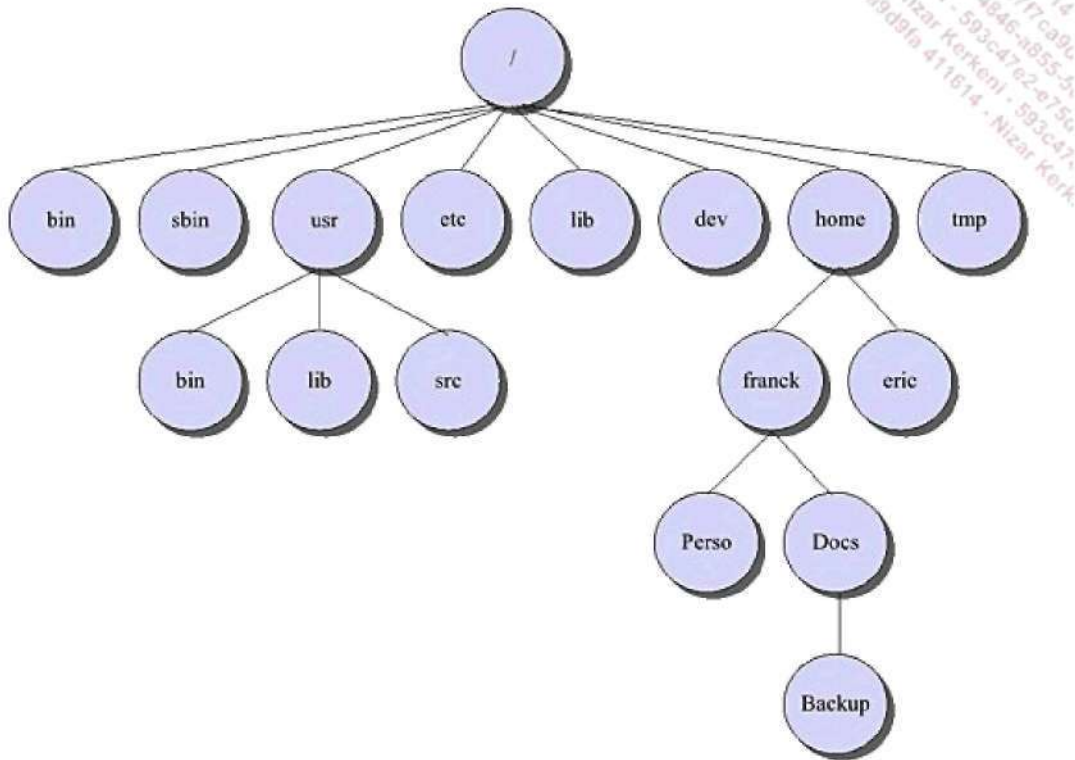 /
bin sbin usr etc lib dev home tmp
bin lib src franck eric
Perso Docs
Backup